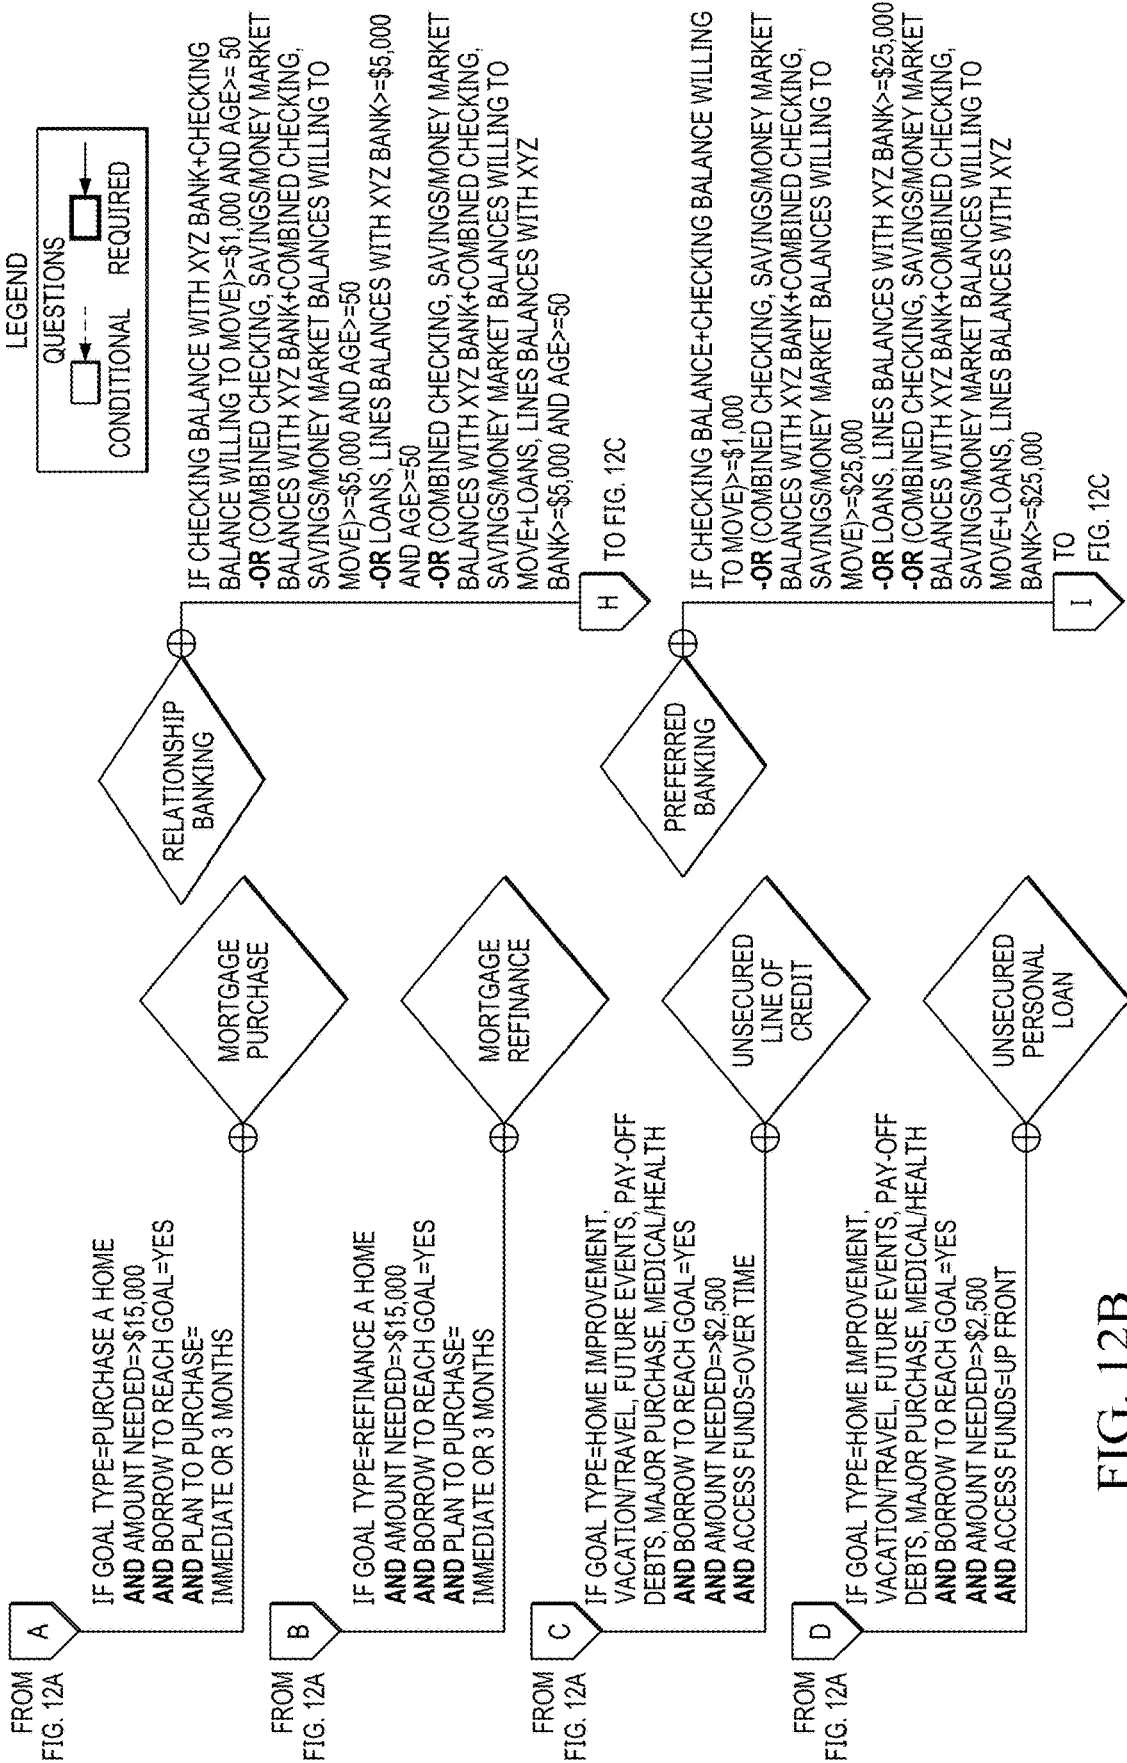 LEGEND
QUESTIONS
CONDITIONAL REQUIRED
FROM
FIG. 12A
A
IF GOAL TYPE=PURCHASE A HOME
AND AMOUNT NEEDED=>$15,000
AND BORROW TO REACH GOAL=YES
AND PLAN TO PURCHASE=
IMMEDIATE OR 3 MONTHS
MORTGAGE
PURCHASE
FROM
FIG. 12A
B
IF GOAL TYPE=REFINANCE A HOME
AND AMOUNT NEEDED=>$15,000
AND BORROW TO REACH GOAL=YES
AND PLAN TO PURCHASE=
IMMEDIATE OR 3 MONTHS
MORTGAGE
REFINANCE
FROM
FIG. 12A
C
IF GOAL TYPE=HOME IMPROVEMENT,
VACATION/TRAVEL, FUTURE EVENTS, PAY-OFF
DEBTS, MAJOR PURCHASE, MEDICAL/HEALTH
AND BORROW TO REACH GOAL=YES
AND AMOUNT NEEDED=>$2,500
AND ACCESS FUNDS=OVER TIME
UNSECURED
LINE OF
CREDIT
FROM
FIG. 12A
D
IF GOAL TYPE=HOME IMPROVEMENT,
VACATION/TRAVEL, FUTURE EVENTS, PAY-OFF
DEBTS, MAJOR PURCHASE, MEDICAL/HEALTH
AND BORROW TO REACH GOAL=YES
AND AMOUNT NEEDED=>$2,500
AND ACCESS FUNDS=UP FRONT
UNSECURED
PERSONAL
LOAN
RELATIONSHIP
BANKING
IF CHECKING BALANCE WITH XYZ BANK+CHECKING
BALANCE WILLING TO MOVE)>=$1,000 AND AGE>= 50
-OR (COMBINED CHECKING, SAVINGS/MONEY MARKET
BALANCES WITH XYZ BANK+COMBINED CHECKING,
SAVINGS/MONEY MARKET BALANCES WILLING TO
MOVE)>=$5,000 AND AGE>=50
-OR LOANS, LINES BALANCES WITH XYZ BANK>=$5,000
AND AGE>=50
-OR (COMBINED CHECKING, SAVINGS/MONEY MARKET
BALANCES WITH XYZ BANK+COMBINED CHECKING,
SAVINGS/MONEY MARKET BALANCES WILLING TO
MOVE+LOANS, LINES BALANCES WITH XYZ
BANK>=$5,000 AND AGE>=50
H
TO FIG. 12C
PREFERRED
BANKING
IF CHECKING BALANCE+CHECKING BALANCE WILLING
TO MOVE)>=$1,000
-OR (COMBINED CHECKING, SAVINGS/MONEY MARKET
BALANCES WITH XYZ BANK+COMBINED CHECKING,
SAVINGS/MONEY MARKET BALANCES WILLING TO
MOVE)>=$25,000
-OR LOANS, LINES BALANCES WITH XYZ BANK>=$25,000
-OR (COMBINED CHECKING, SAVINGS/MONEY MARKET
BALANCES WITH XYZ BANK+COMBINED CHECKING,
SAVINGS/MONEY MARKET BALANCES WILLING TO
MOVE+LOANS, LINES BALANCES WITH XYZ
BANK>=$25,000
I
TO
FIG. 12C
FIG. 12B